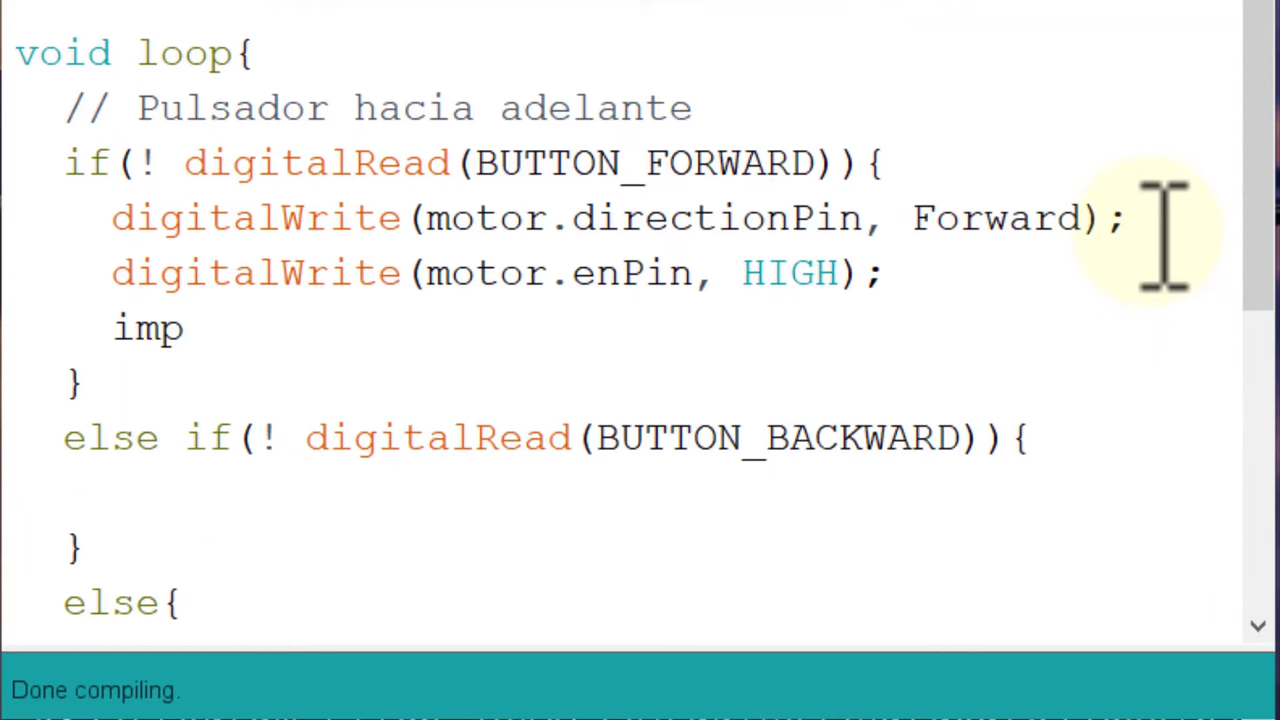 void loop{
// Pulsador hacia adelante
if(! digitalRead(BUTTON_FORWARD)){
digitalWrite(motor.directionPin, Forward);
digitalWrite(motor.enPin, HIGH);
imp
}
else if(! digitalRead(BUTTON_BACKWARD)){
}
else{
Done compiling.